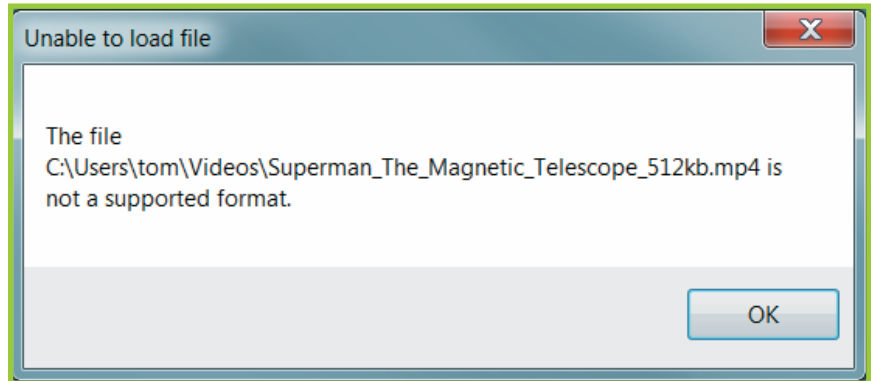 Unable to load file
The file
C:\Users\tom\Videos\Superman_The_Magnetic_Telescope_512kb.mp4 is
not a supported format.
OK